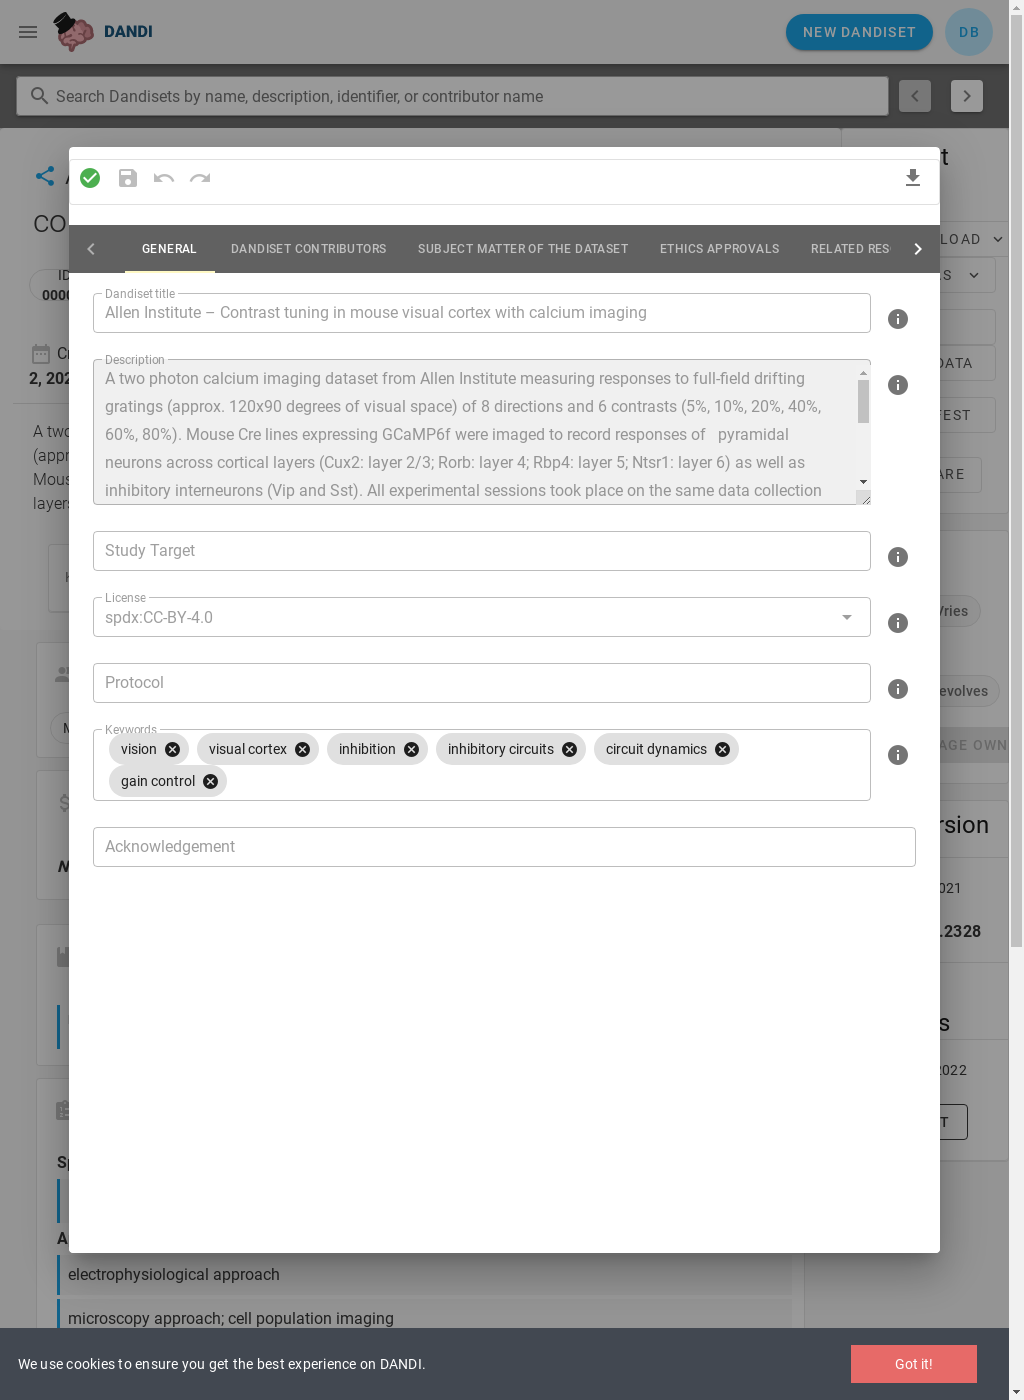 DANDI
NEW DANDISET
DB
Search Dandisets by name, description, identifier, or contributor name
GENERAL
DANDISET CONTRIBUTORS
SUBJECT MATTER OF THE DATASET
ETHICS APPROVALS
RELATED RES
Dandiset title
Allen Institute – Contrast tuning in mouse visual cortex with calcium imaging
Description
A two photon calcium imaging dataset from Allen Institute measuring responses to full-field drifting
gratings (approx. 120x90 degrees of visual space) of 8 directions and 6 contrasts (5%, 10%, 20%, 40%,
60%, 80%). Mouse Cre lines expressing GCaMP6f were imaged to record responses of pyramidal
neurons across cortical layers (Cux2: layer 2/3; Rorb: layer 4; Rbp4: layer 5; Ntsr1: layer 6) as well as
inhibitory interneurons (Vip and Sst). All experimental sessions took place on the same data collection
Study Target
License
spdx:CC-BY-4.0
Protocol
Keywords
vision
visual cortex
inhibition
inhibitory circuits
circuit dynamics
gain control
Acknowledgement
CO
ID
0000
2, 202
A two
(appr
Mous
layers
LOAD
DATA
Vries
evolves
AGE OWN
rsion
021
.2328
2022
electrophysiological approach
microscopy approach; cell population imaging
We use cookies to ensure you get the best experience on DANDI.
Got it!